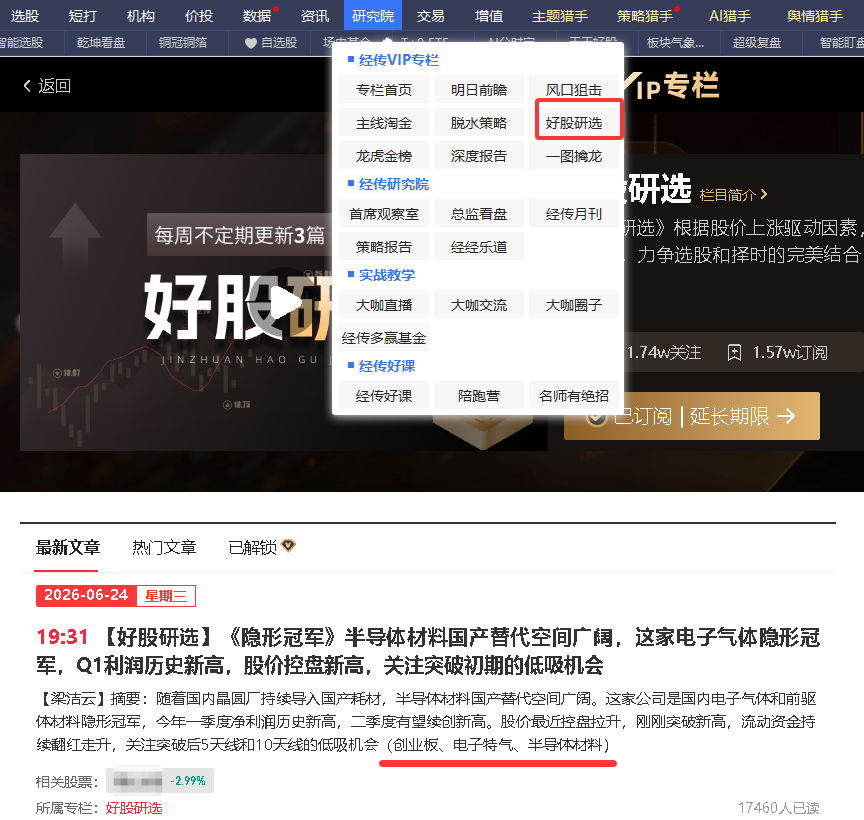 选股 短打 机构 价投 数据 资讯 研究院 交易 增值 主题猎手 策略猎手 AI猎手 舆情猎手
智能选股 乾坤看盘 铜冠铜箔 自选股 板块气象... 超级复盘 智能盯盘
返回
经传VIP专栏
专栏首页 明日前瞻 风口狙击
主线淘金 脱水策略 好股研选
龙虎金榜 深度报告 一图擒龙
经传研究院
首席观察室 总监看盘 经传月刊
策略报告 经经乐道
实战教学
大咖直播 大咖交流 大咖圈子
经传多赢基金
经传好课
经传好课 陪跑营 名师有绝招
VIP专栏
每周不定期更新3篇
好股研
JINZHUAN HAO GU J
研选 栏目简介
研选》根据股价上涨驱动因素,
力争选股和择时的完美结合
1.74w关注 1.57w订阅
已订阅 | 延长期限
最新文章 热门文章 已解锁
2026-06-24 星期三
19:31 【好股研选】《隐形冠军》半导体材料国产替代空间广阔，这家电子气体隐形冠
军，Q1利润历史新高，股价控盘新高，关注突破初期的低吸机会
【梁洁云】摘要：随着国内晶圆厂持续导入国产耗材，半导体材料国产替代空间广阔。这家公司是国内电子气体和前驱
体材料隐形冠军，今年一季度净利润历史新高，二季度有望续创新高。股价最近控盘拉升，刚刚突破新高，流动资金持
续翻红走升，关注突破后5天线和10天线的低吸机会（创业板、电子特气、半导体材料）
相关股票： -2.99%
所属专栏：好股研选 17460人已读